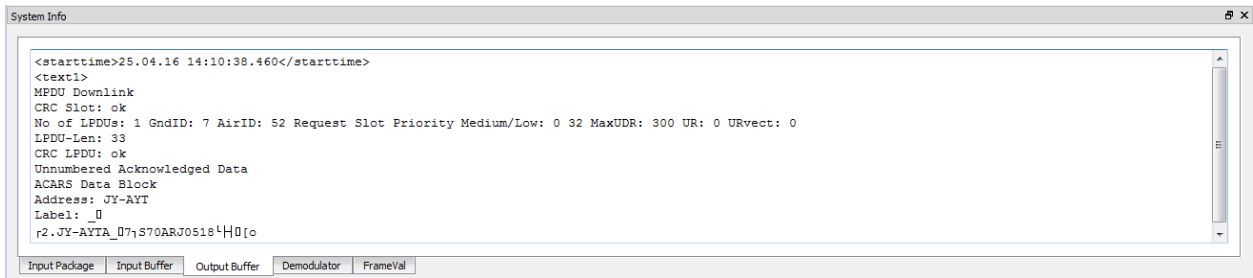 System Info
<starttime>25.04.16 14:10:38.460</starttime>
<text1>
MPDU Downlink
CRC Slot: ok
No of LPDUs: 1 GndID: 7 AirID: 52 Request Slot Priority Medium/Low: 0 32 MaxUDR: 300 UR: 0 URvect: 0
LPDU-Len: 33
CRC LPDU: ok
Unnumbered Acknowledged Data
ACARS Data Block
Address: JY-AYT
Label: _▯
┌2.JY-AYTA_▯7┐S70ARJ0518└├▯[o
Input Package Input Buffer Output Buffer Demodulator FrameVal